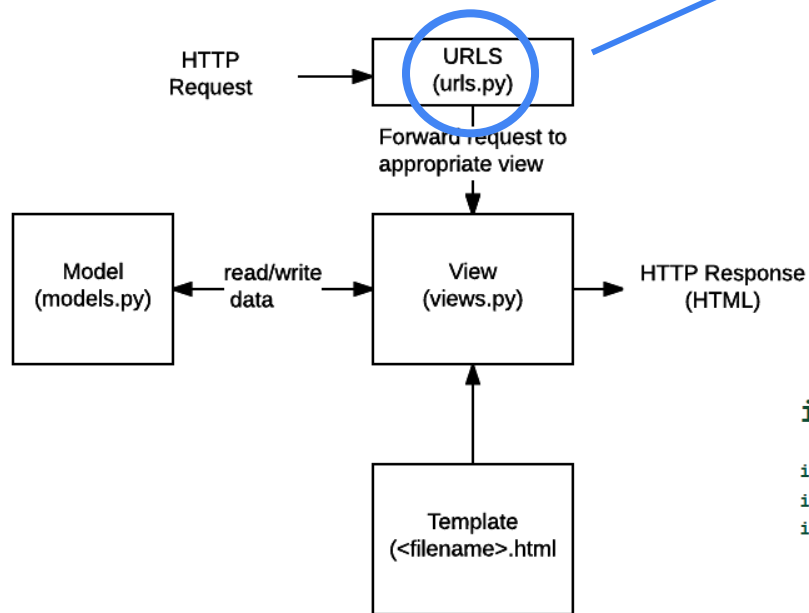 HTTP
Request
URLS
(urls.py)
Forward request to
appropriate view
Model
(models.py)
read/write
data
View
(views.py)
HTTP Response
(HTML)
Template
(<filename>.html
i
i
i
i